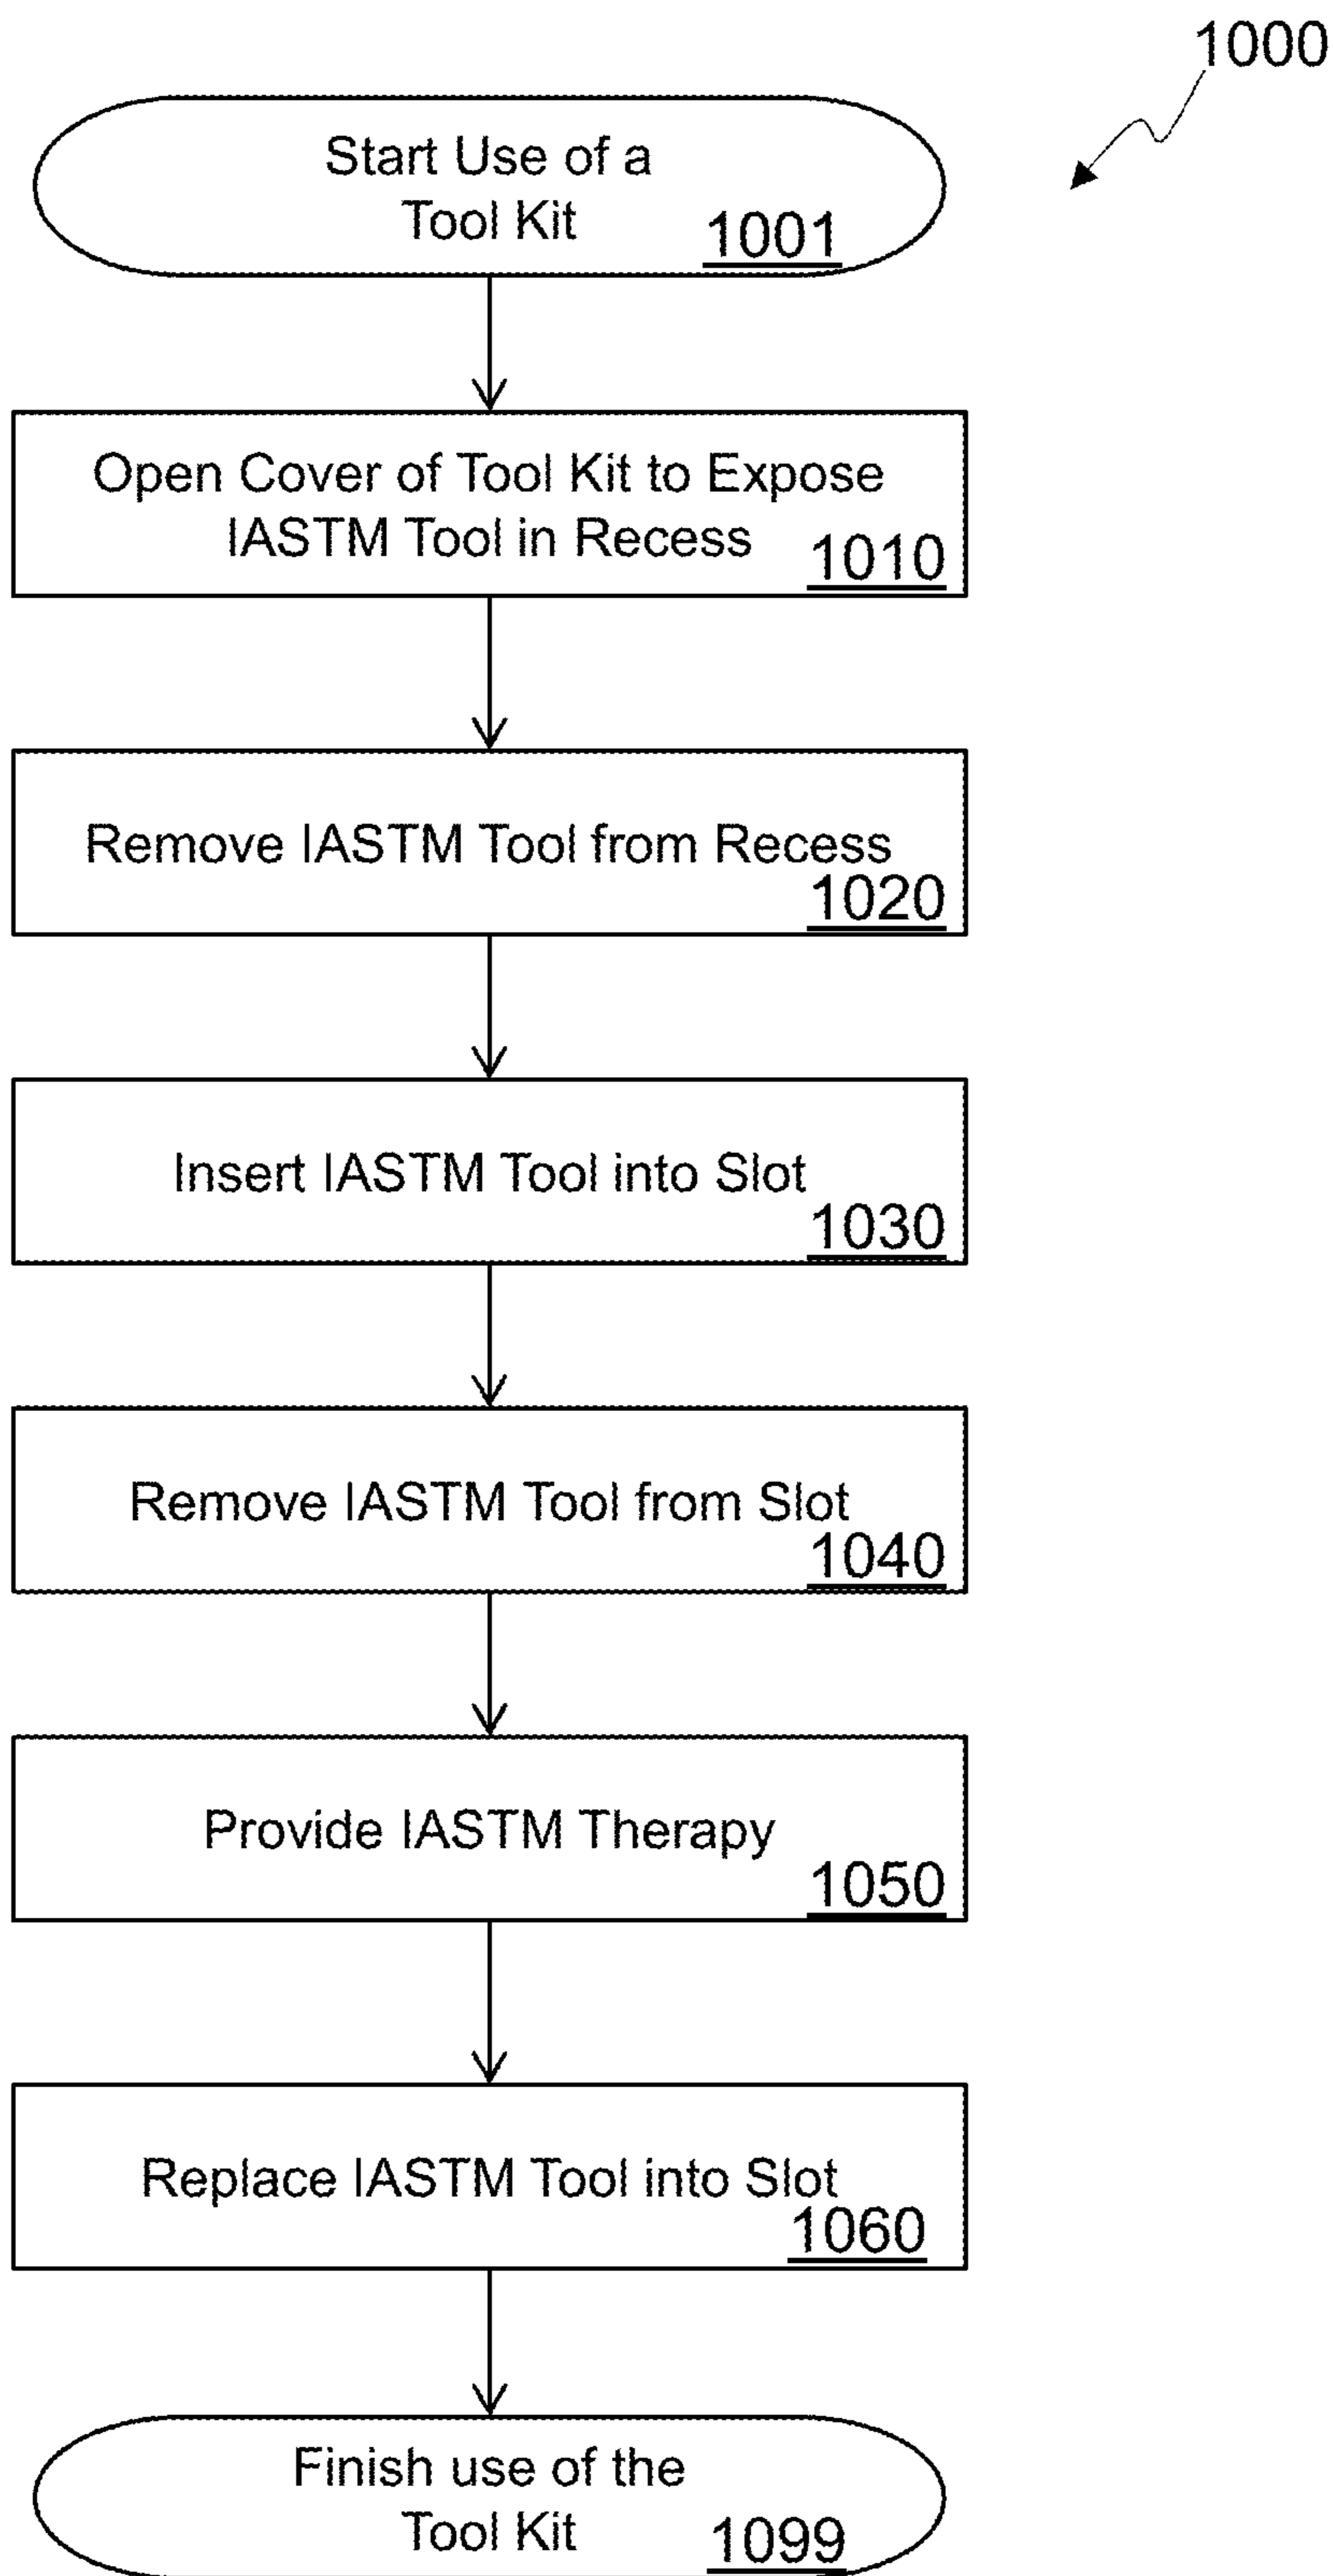 1000
Start Use of a
Tool Kit
1001
Open Cover of Tool Kit to Expose
IASTM Tool in Recess
1010
Remove IASTM Tool from Recess
1020
Insert IASTM Tool into Slot
1030
Remove IASTM Tool from Slot
1040
Provide IASTM Therapy
1050
Replace IASTM Tool into Slot
1060
Finish use of the
Tool Kit
1099